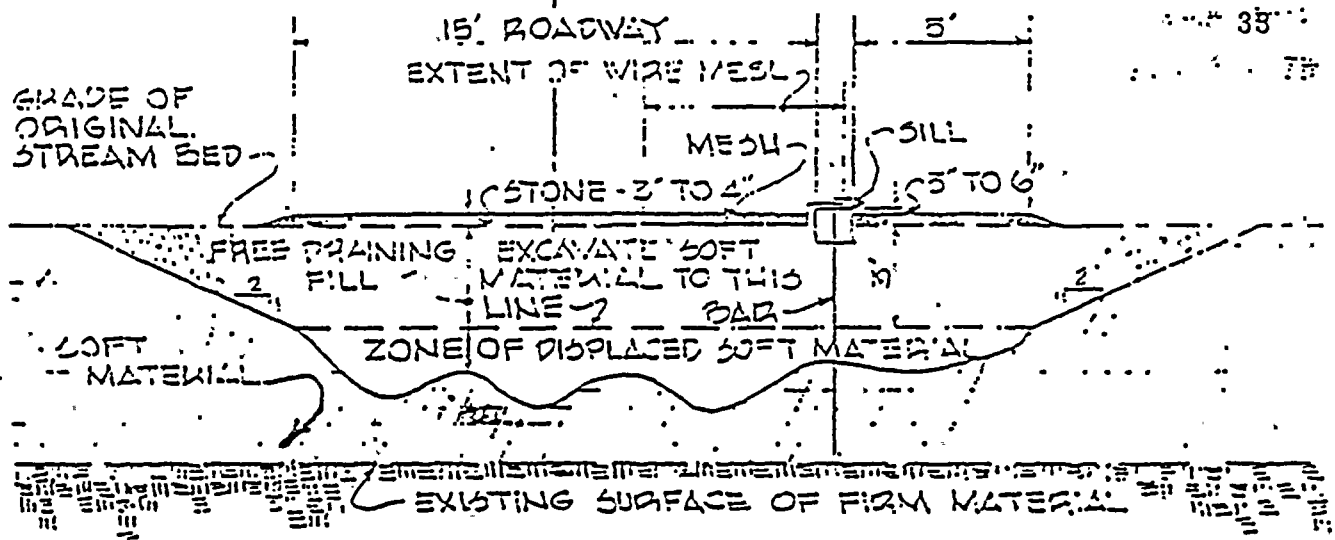 15' ROADWAY
5'
33
EXTENT OF WIRE MESH
GRADE OF
ORIGINAL
STREAM BED
MESH
SILL
STONE - 3" TO 4"
5" TO 6"
FREE DRAINING
FILL
EXCAVATE SOFT
MATERIAL TO THIS
LINE
BAR
2
2
ZONE OF DISPLACED SOFT MATERIAL
SOFT
MATERIAL
EXISTING SURFACE OF FIRM MATERIAL